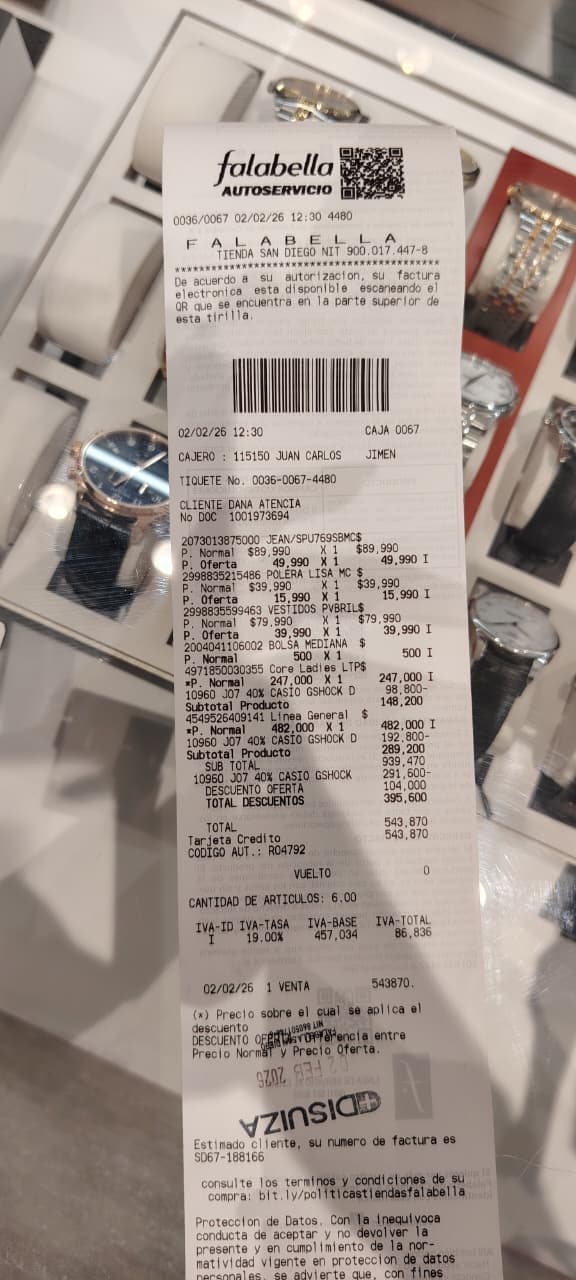 falabella
AUTOSERVICIO
0036/0067 02/02/26 12:30 4480
F A L A B E L L A
TIENDA SAN DIEGO NIT 900.017.447-8
****************************************
De acuerdo a su autorizacion, su factura
electronica esta disponible escaneando el
QR que se encuentra en la parte superior de
esta tirilla.
02/02/26 12:30 CAJA 0067
CAJERO : 115150 JUAN CARLOS JIMEN
TIQUETE No. 0036-0067-4480
CLIENTE DANA ATENCIA
No DOC 1001973694
2073013875000 JEAN/SPU769SBMC$
P. Normal $89,990 X 1 $89,990
P. Oferta 49,990 X 1 49,990 I
2998835215486 POLERA LISA MC $
P. Normal $39,990 X 1 $39,990
P. Oferta 15,990 X 1 15,990 I
2998835599463 VESTIDOS PVBRIL$
P. Normal $79,990 X 1 $79,990
P. Oferta 39,990 X 1 39,990 I
2004041106002 BOLSA MEDIANA $
P. Normal 500 X 1 500 I
4971850030355 Core Ladies LTP$
*P. Normal 247,000 X 1 247,000 I
10960 J07 40% CASIO GSHOCK D 98,800-
Subtotal Producto 148,200
4549526409141 Linea General $
*P. Normal 482,000 X 1 482,000 I
10960 J07 40% CASIO GSHOCK D 192,800-
Subtotal Producto 289,200
SUB TOTAL 939,470
10960 J07 40% CASIO GSHOCK 291,600-
DESCUENTO OFERTA 104,000
TOTAL DESCUENTOS 395,600
TOTAL 543,870
Tarjeta Credito 543,870
CODIGO AUT.: R04792
VUELTO 0
CANTIDAD DE ARTICULOS: 6.00
IVA-ID IVA-TASA IVA-BASE IVA-TOTAL
I 19.00% 457,034 86,836
02/02/26 1 VENTA 543870.
(*) Precio sobre el cual se aplica el
descuento
DESCUENTO OFERTA: Diferencia entre
Precio Normal y Precio Oferta.
02 FEB 2026
DISUIZA
Estimado cliente, su numero de factura es
SD67-188166
consulte los terminos y condiciones de su
compra: bit.ly/politicastiendasfalabella
Proteccion de Datos. Con la inequivoca
conducta de aceptar y no devolver la
presente y en cumplimiento de la nor-
matividad vigente en proteccion de datos
personales, se advierte que, con fines